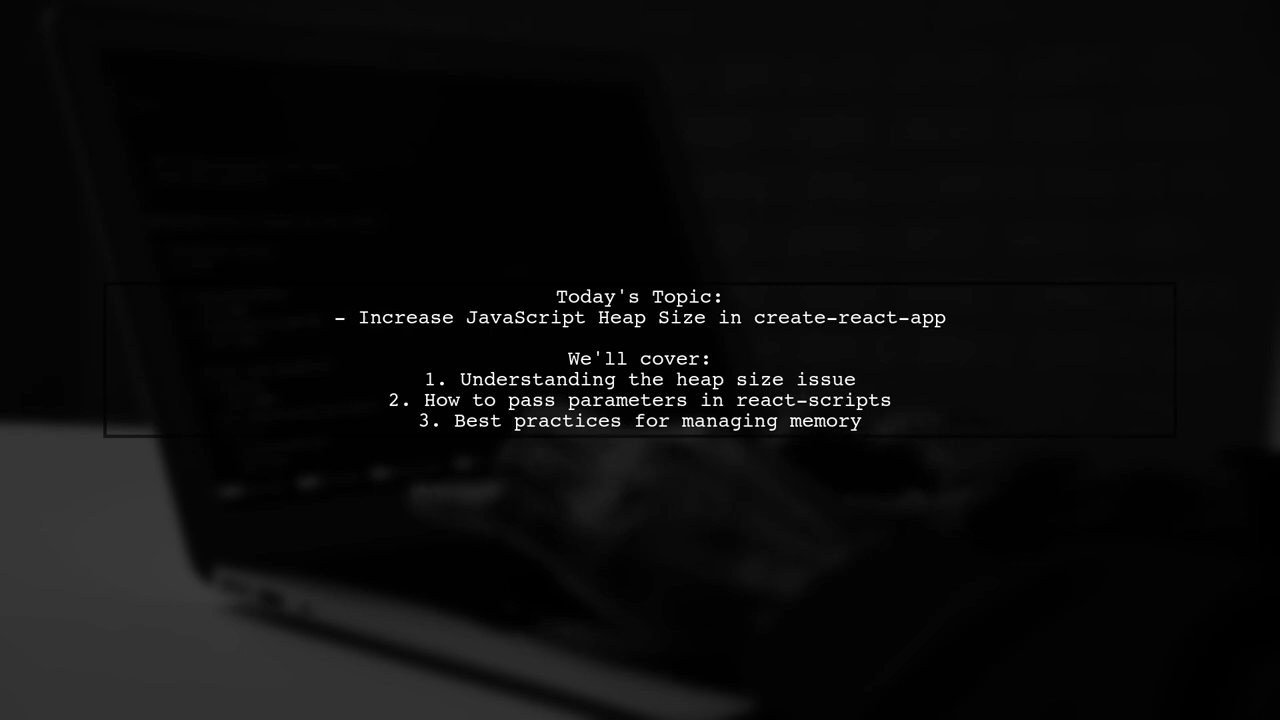 Today's Topic:
- Increase JavaScript Heap Size in create-react-app
We'll cover:
1. Understanding the heap size issue
2. How to pass parameters in react-scripts
3. Best practices for managing memory